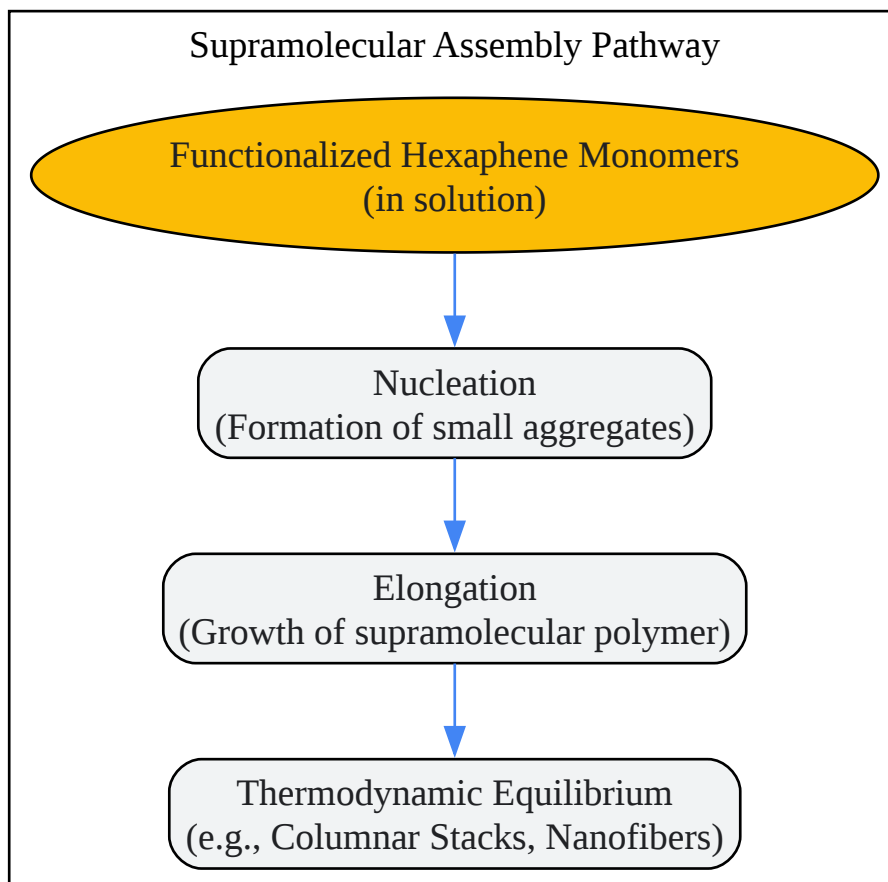 Supramolecular Assembly Pathway
Functionalized Hexaphene Monomers
(in solution)
Nucleation
(Formation of small aggregates)
Elongation
(Growth of supramolecular polymer)
Thermodynamic Equilibrium
(e.g., Columnar Stacks, Nanofibers)